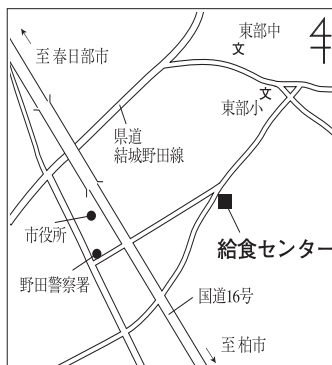 東部中
文
至春日部市
東部小
文
県道
結城野田線
市役所
給食センター
野田警察署
国道16号
至柏市